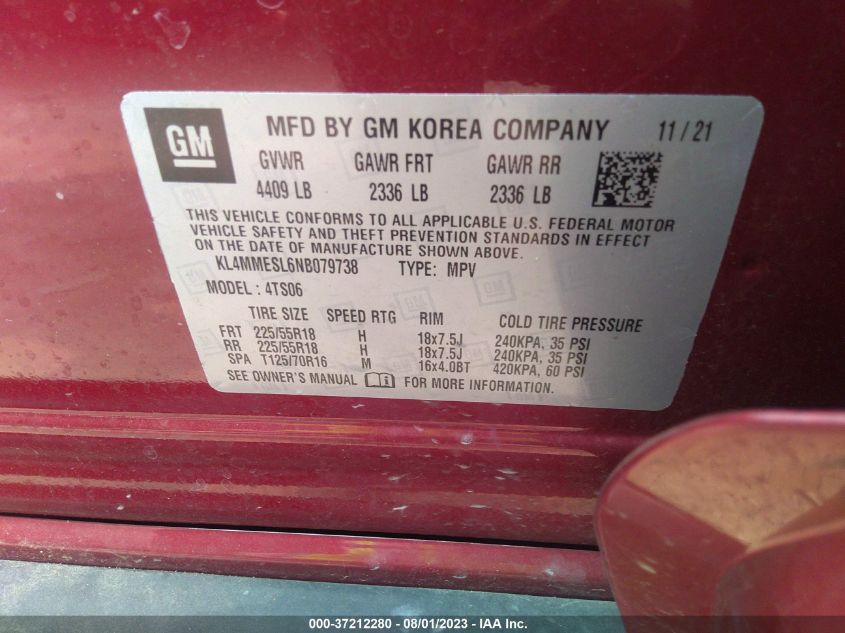 GM MFD BY GM KOREA COMPANY 11/21
GVWR GAWR FRT GAWR RR
4409 LB 2336 LB 2336 LB
THIS VEHICLE CONFORMS TO ALL APPLICABLE U.S. FEDERAL MOTOR
VEHICLE SAFETY AND THEFT PREVENTION STANDARDS IN EFFECT
ON THE DATE OF MANUFACTURE SHOWN ABOVE.
KL4MMESL6NB079738 TYPE: MPV
MODEL: 4TS06
TIRE SIZE SPEED RTG RIM COLD TIRE PRESSURE
FRT 225/55R18 H 18x7.5J 240KPA, 35 PSI
RR 225/55R18 H 18x7.5J 240KPA, 35 PSI
SPA T125/70R16 M 16x4.0BT 420KPA, 60 PSI
SEE OWNER'S MANUAL FOR MORE INFORMATION.
000-37212280 - 08/01/2023 - IAA Inc.